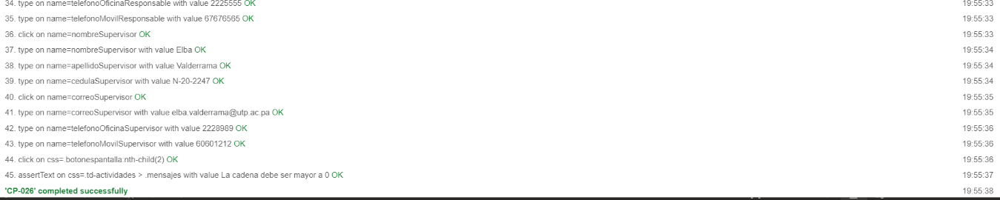 34. type on name=telefonoOficinaResponsable with value 2225555 OK 19:55:33
35. type on name=telefonoMovilResponsable with value 67676565 OK 19:55:33
36. click on name=nombreSupervisor OK 19:55:33
37. type on name=nombreSupervisor with value Elba OK 19:55:34
38. type on name=apellidoSupervisor with value Valderrama OK 19:55:34
39. type on name=cedulaSupervisor with value N-20-2247 OK 19:55:34
40. click on name=correoSupervisor OK 19:55:35
41. type on name=correoSupervisor with value elba.valderrama@utp.ac.pa OK 19:55:35
42. type on name=telefonoOficinaSupervisor with value 2228989 OK 19:55:36
43. type on name=telefonoMovilSupervisor with value 60601212 OK 19:55:36
44. click on css=.botonespantalla:nth-child(2) OK 19:55:36
45. assertText on css=.td-actividades > .mensajes with value La cadena debe ser mayor a 0 OK 19:55:37
'CP-026' completed successfully 19:55:38